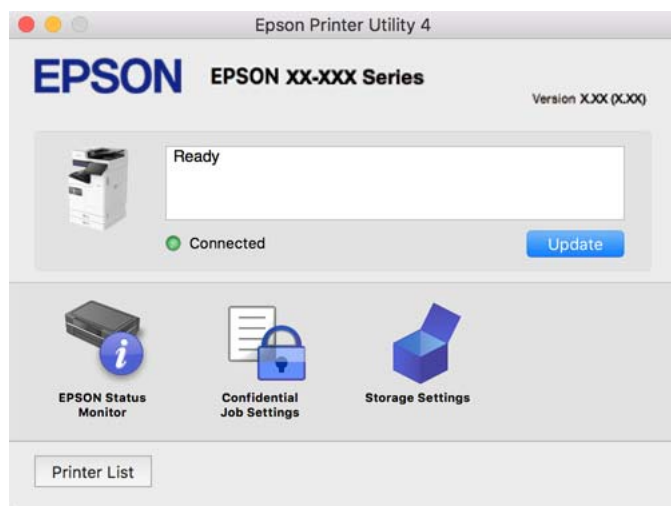 Epson Printer Utility 4
EPSON
EPSON XX-XXX Series
Version X.XX (X.XX)
Ready
Connected
Update
EPSON Status
Monitor
Confidential
Job Settings
Storage Settings
Printer List